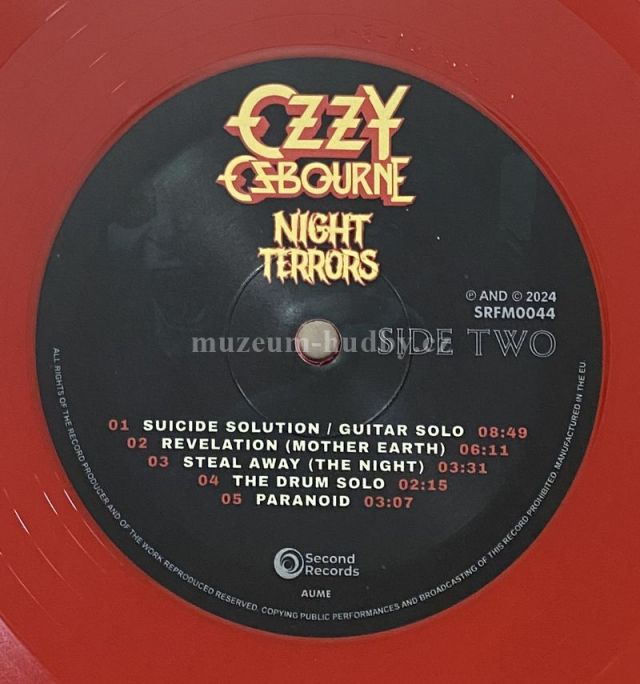 OZZY
OSBOURNE
NIGHT
TERRORS
℗ AND © 2024
SRFM0044
SIDE TWO
muzeum-hudby.cz
01 SUICIDE SOLUTION / GUITAR SOLO 08:49
02 REVELATION (MOTHER EARTH) 06:11
03 STEAL AWAY (THE NIGHT) 03:31
04 THE DRUM SOLO 02:15
05 PARANOID 03:07
Second
Records
AUME
ALL RIGHTS OF THE RECORD PRODUCER AND OF THE WORK REPRODUCED RESERVED. COPYING PUBLIC PERFORMANCES AND BROADCASTING OF THIS RECORD PROHIBITED. MANUFACTURED IN THE EU.